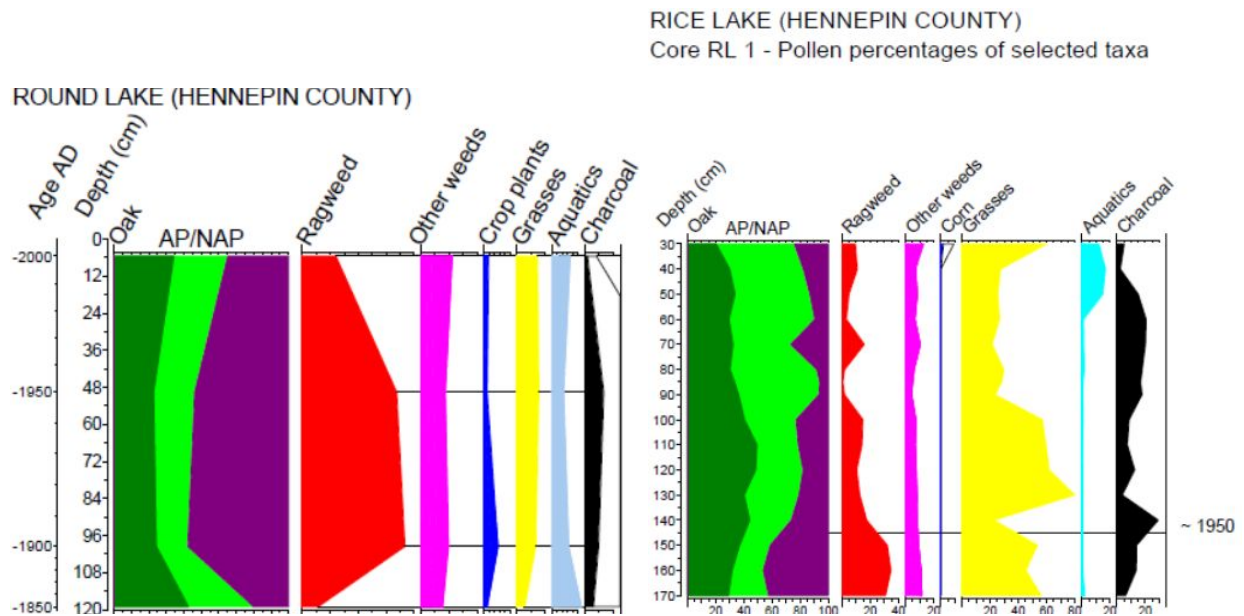 RICE LAKE (HENNEPIN COUNTY)
Core RL 1 - Pollen percentages of selected taxa
ROUND LAKE (HENNEPIN COUNTY)
Age AD
Depth (cm)
Oak
AP/NAP
Ragweed
Other weeds
Crop plants
Grasses
Aquatics
Charcoal
-2000
-1950
-1900
-1850
0
12
24
36
48
60
72
84
96
108
120
Depth (cm)
Oak
AP/NAP
Ragweed
Other weeds
Corn
Grasses
Aquatics
Charcoal
30
40
50
60
70
80
90
100
110
120
130
140
150
160
170
~ 1950
20 40 60 80 100 20 40 20 20 20 40 60 80 20 20